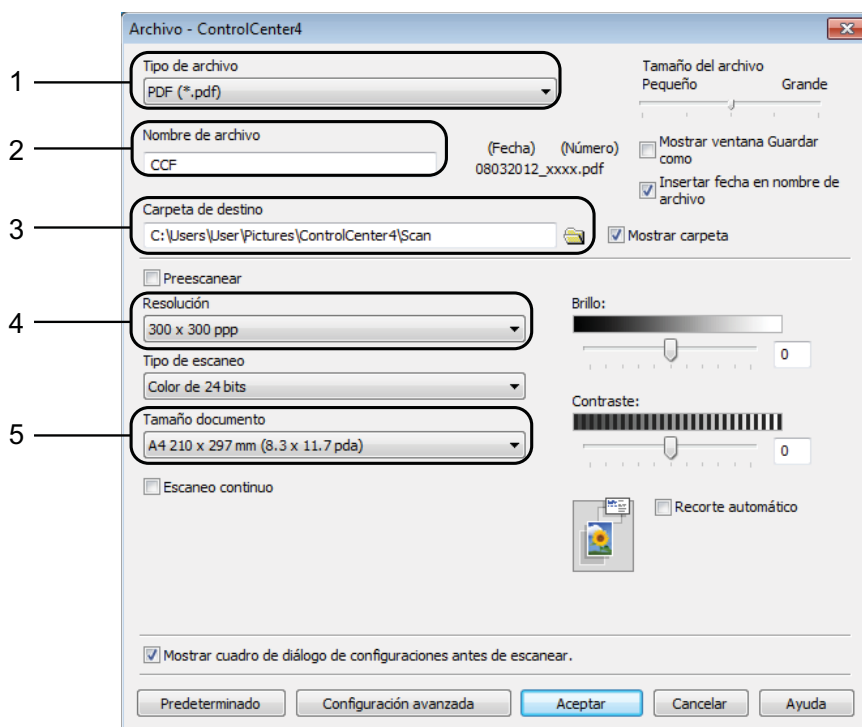 Archivo - ControlCenter4
1
Tipo de archivo
PDF (*.pdf)
Tamaño del archivo
Pequeño Grande
2
Nombre de archivo
CCF
(Fecha) (Número)
08032012_xxxx.pdf
Mostrar ventana Guardar
como
Insertar fecha en nombre de
archivo
3
Carpeta de destino
C:\Users\User\Pictures\ControlCenter4\Scan
Mostrar carpeta
Preescanear
4
Resolución
300 x 300 ppp
Brillo:
0
Tipo de escaneo
Color de 24 bits
Contraste:
0
5
Tamaño documento
A4 210 x 297 mm (8.3 x 11.7 pda)
Escaneo continuo
Recorte automático
Mostrar cuadro de diálogo de configuraciones antes de escanear.
Predeterminado Configuración avanzada Aceptar Cancelar Ayuda